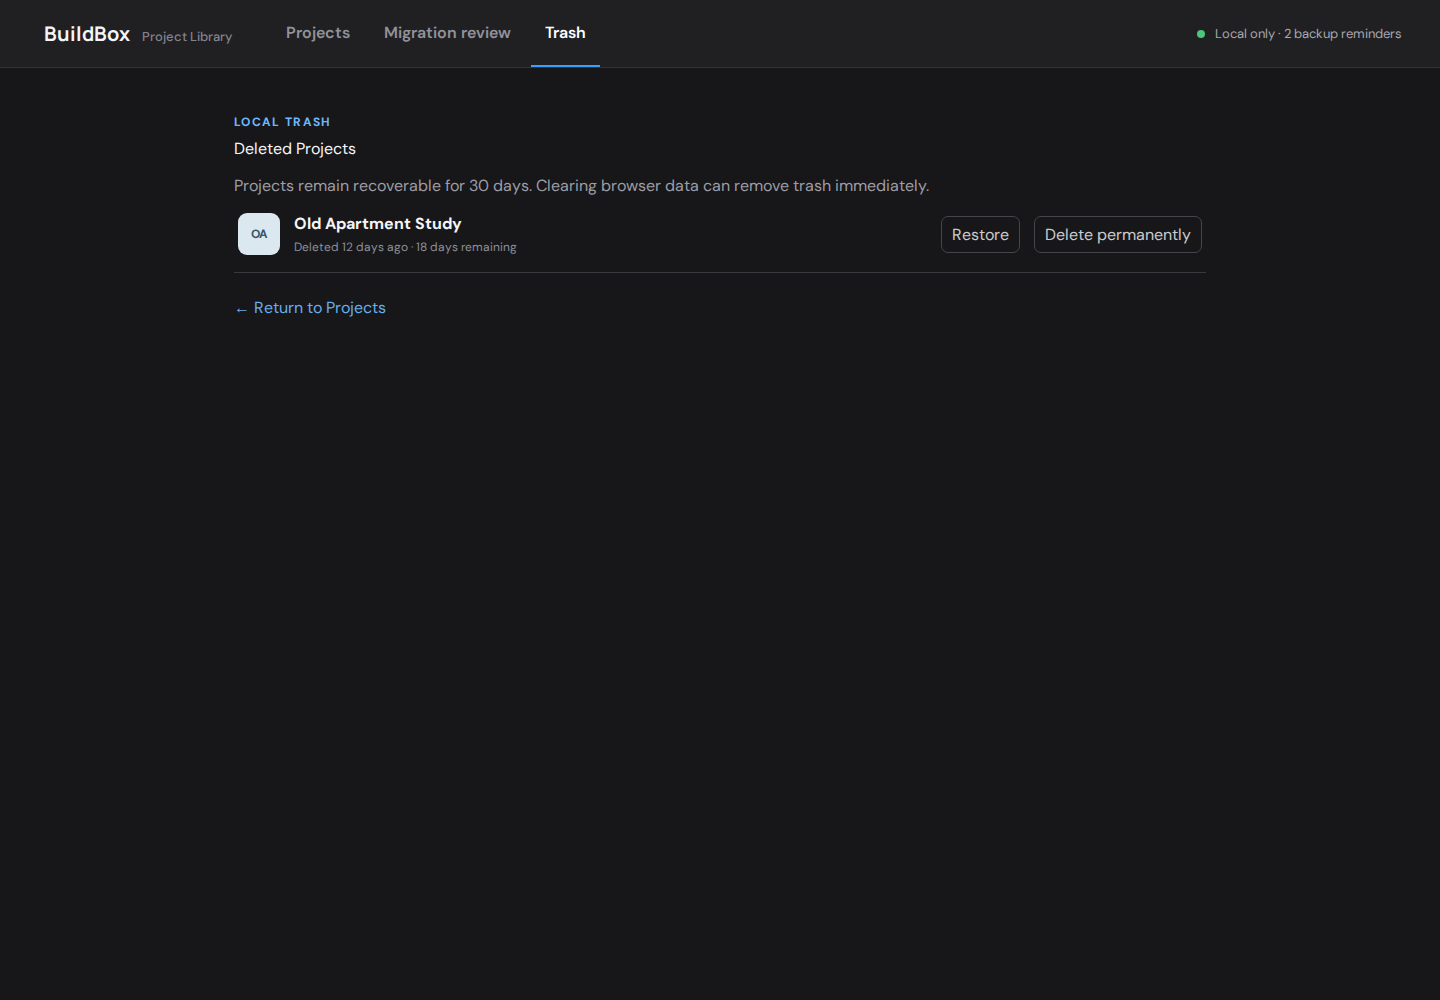 BuildBox Project Library Projects Migration review Trash Local only · 2 backup reminders
LOCAL TRASH
Deleted Projects
Projects remain recoverable for 30 days. Clearing browser data can remove trash immediately.
OA Old Apartment Study Restore Delete permanently
Deleted 12 days ago · 18 days remaining
← Return to Projects